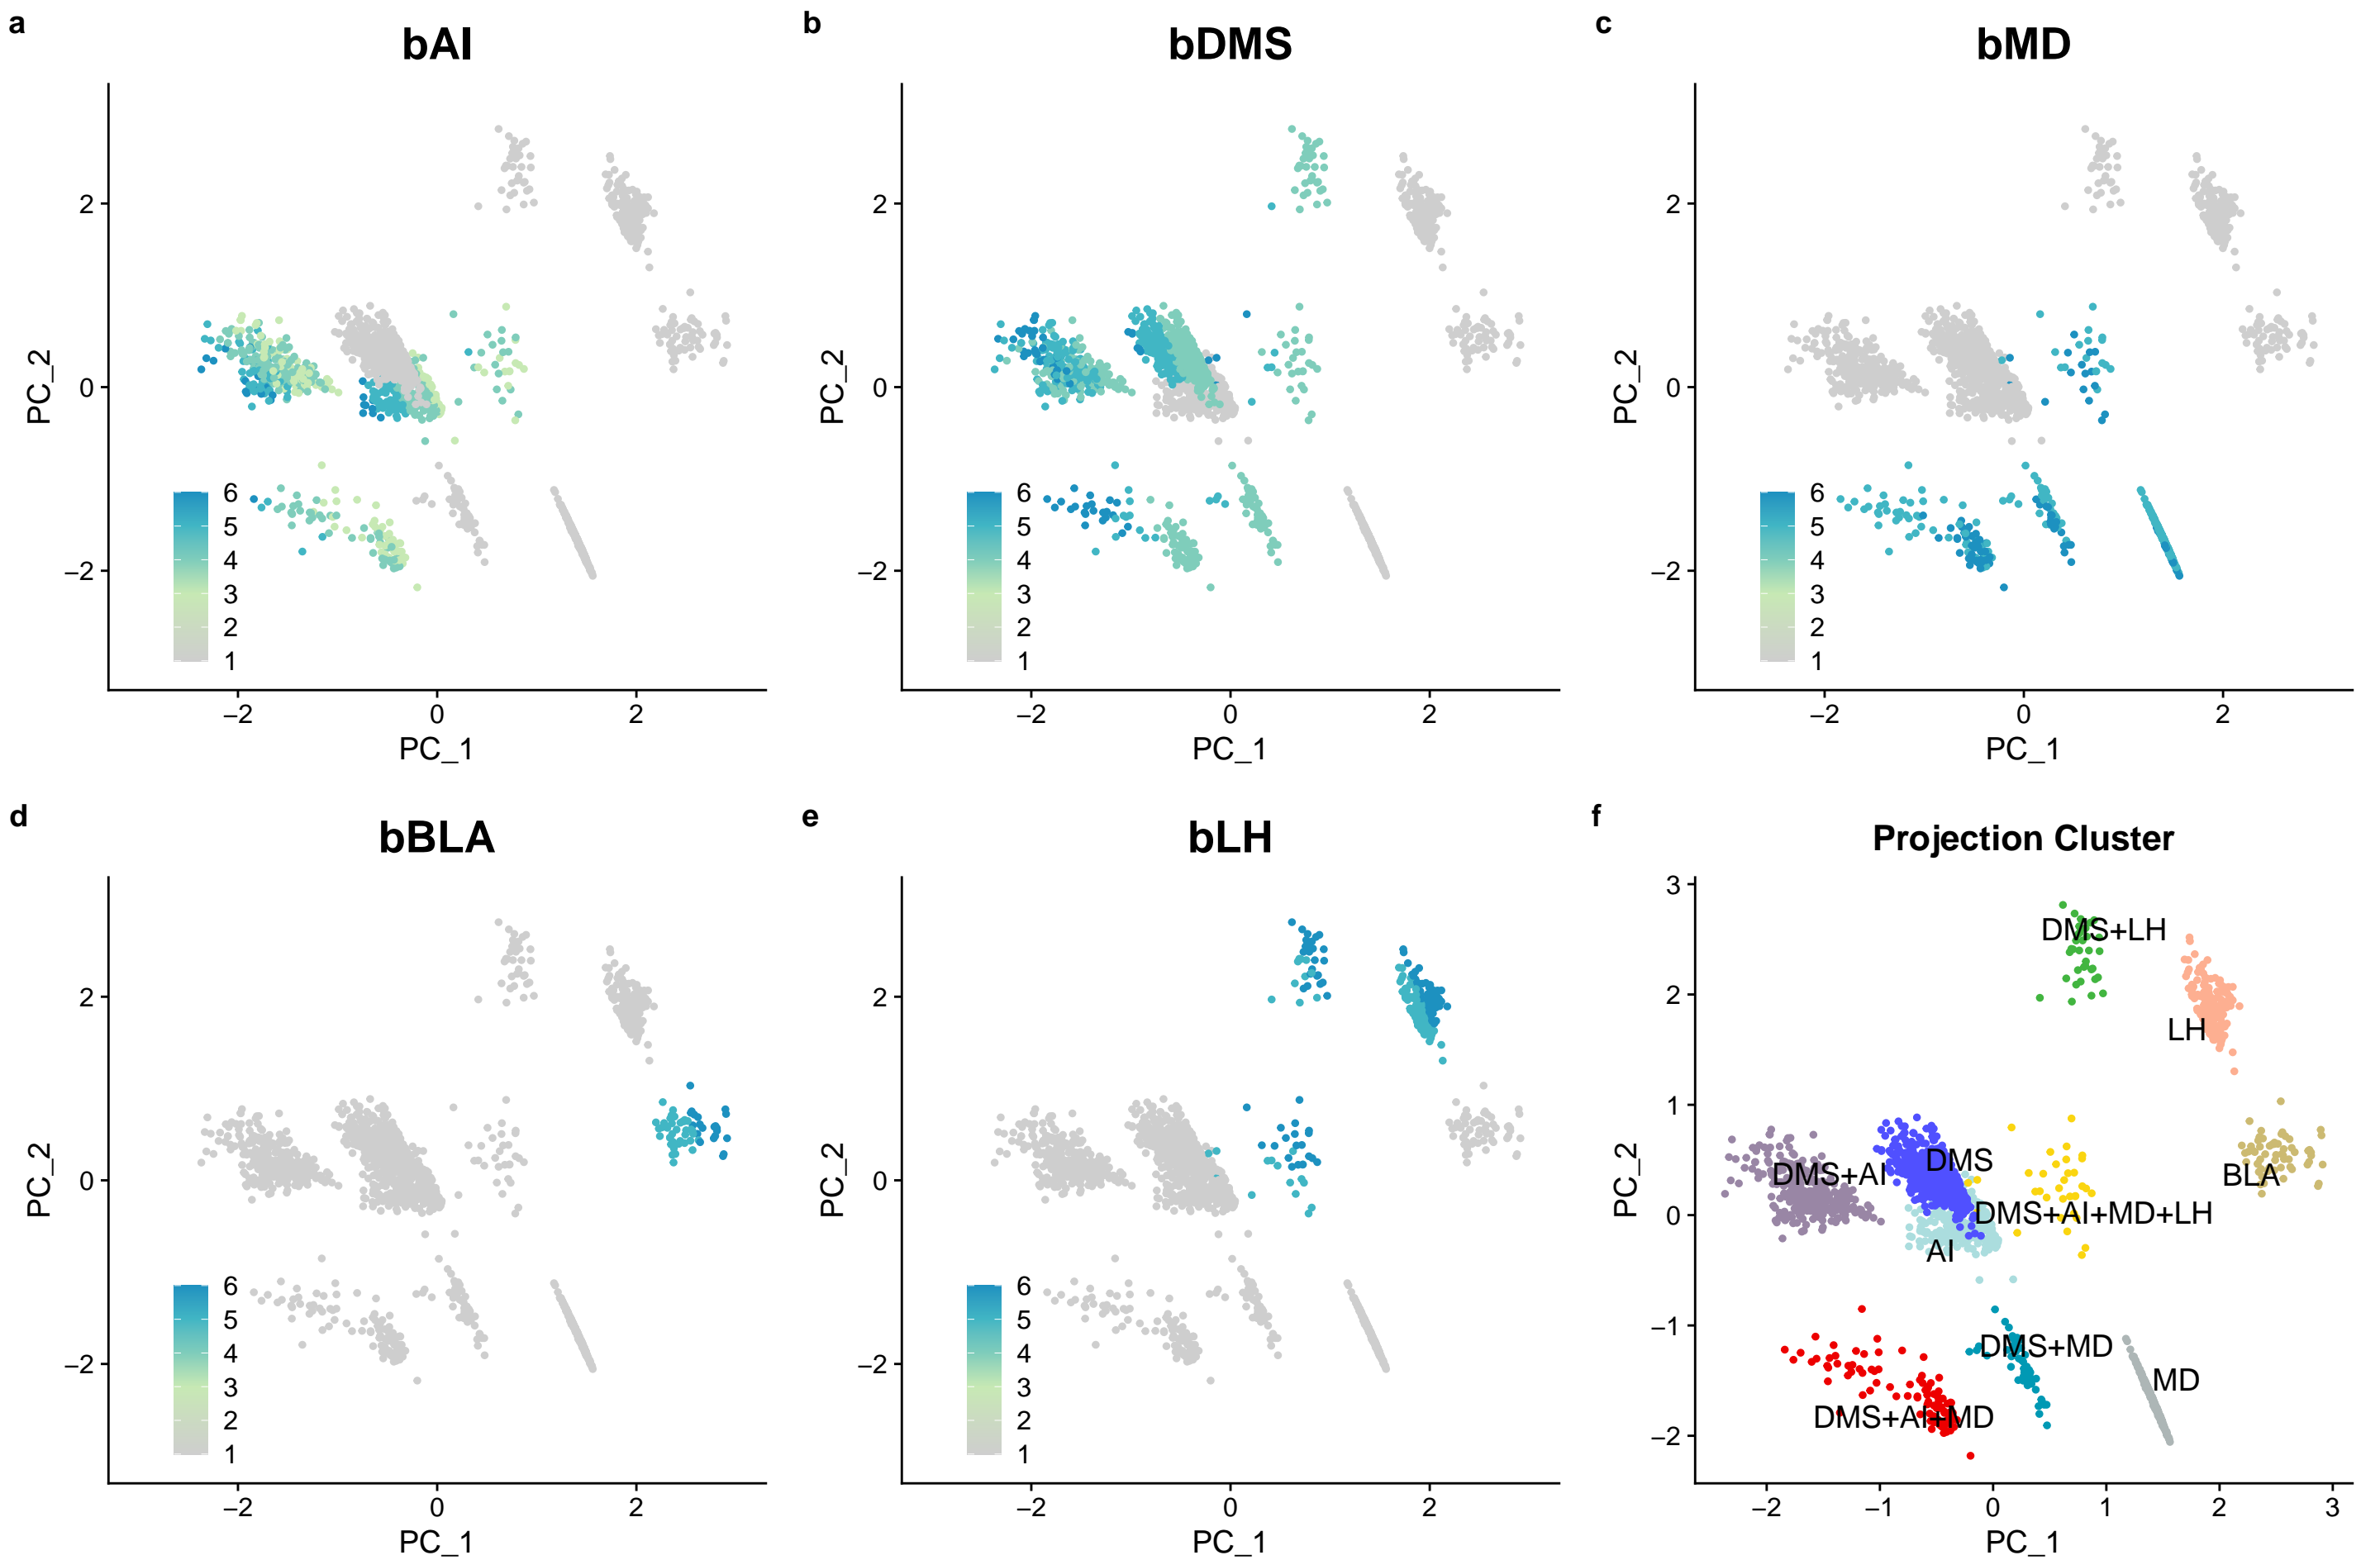 a
bAI
PC_2
2
0
−2
6
5
4
3
2
1
−2 0 2
PC_1
b
bDMS
PC_2
2
0
−2
6
5
4
3
2
1
−2 0 2
PC_1
c
bMD
PC_2
2
0
−2
6
5
4
3
2
1
−2 0 2
PC_1
d
bBLA
PC_2
2
0
−2
6
5
4
3
2
1
−2 0 2
PC_1
e
bLH
PC_2
2
0
−2
6
5
4
3
2
1
−2 0 2
PC_1
f
Projection Cluster
PC_2
3
2
1
0
−1
−2
DMS+LH
LH
DMS
DMS+AI
BLA
DMS+AI+MD+LH
AI
DMS+MD
MD
DMS+AI+MD
−2 −1 0 1 2 3
PC_1